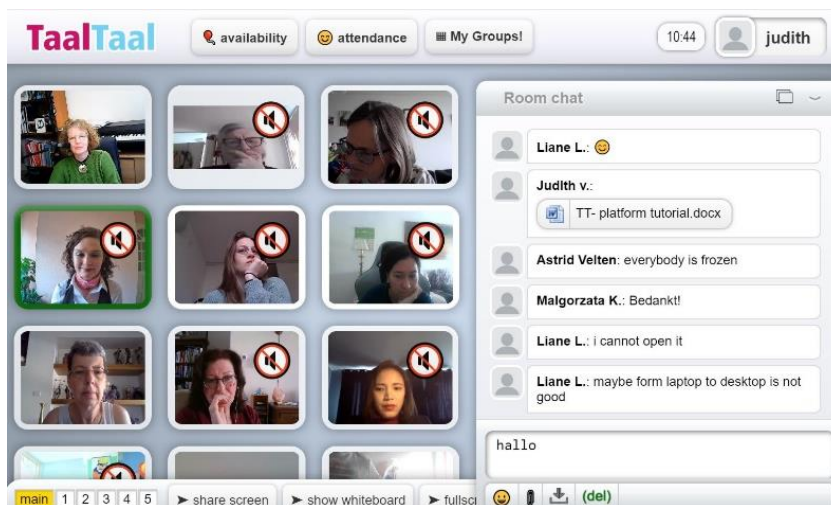 TaalTaal
availability
attendance
My Groups!
10:44
judith
Room chat
Liane L.: 😊
Judith v.:
TT- platform tutorial.docx
Astrid Velten: everybody is frozen
Malgorzata K.: Bedankt!
Liane L.: i cannot open it
Liane L.: maybe form laptop to desktop is not
good
hallo
main 1 2 3 4 5
➤ share screen
➤ show whiteboard
➤ fullscr
(del)